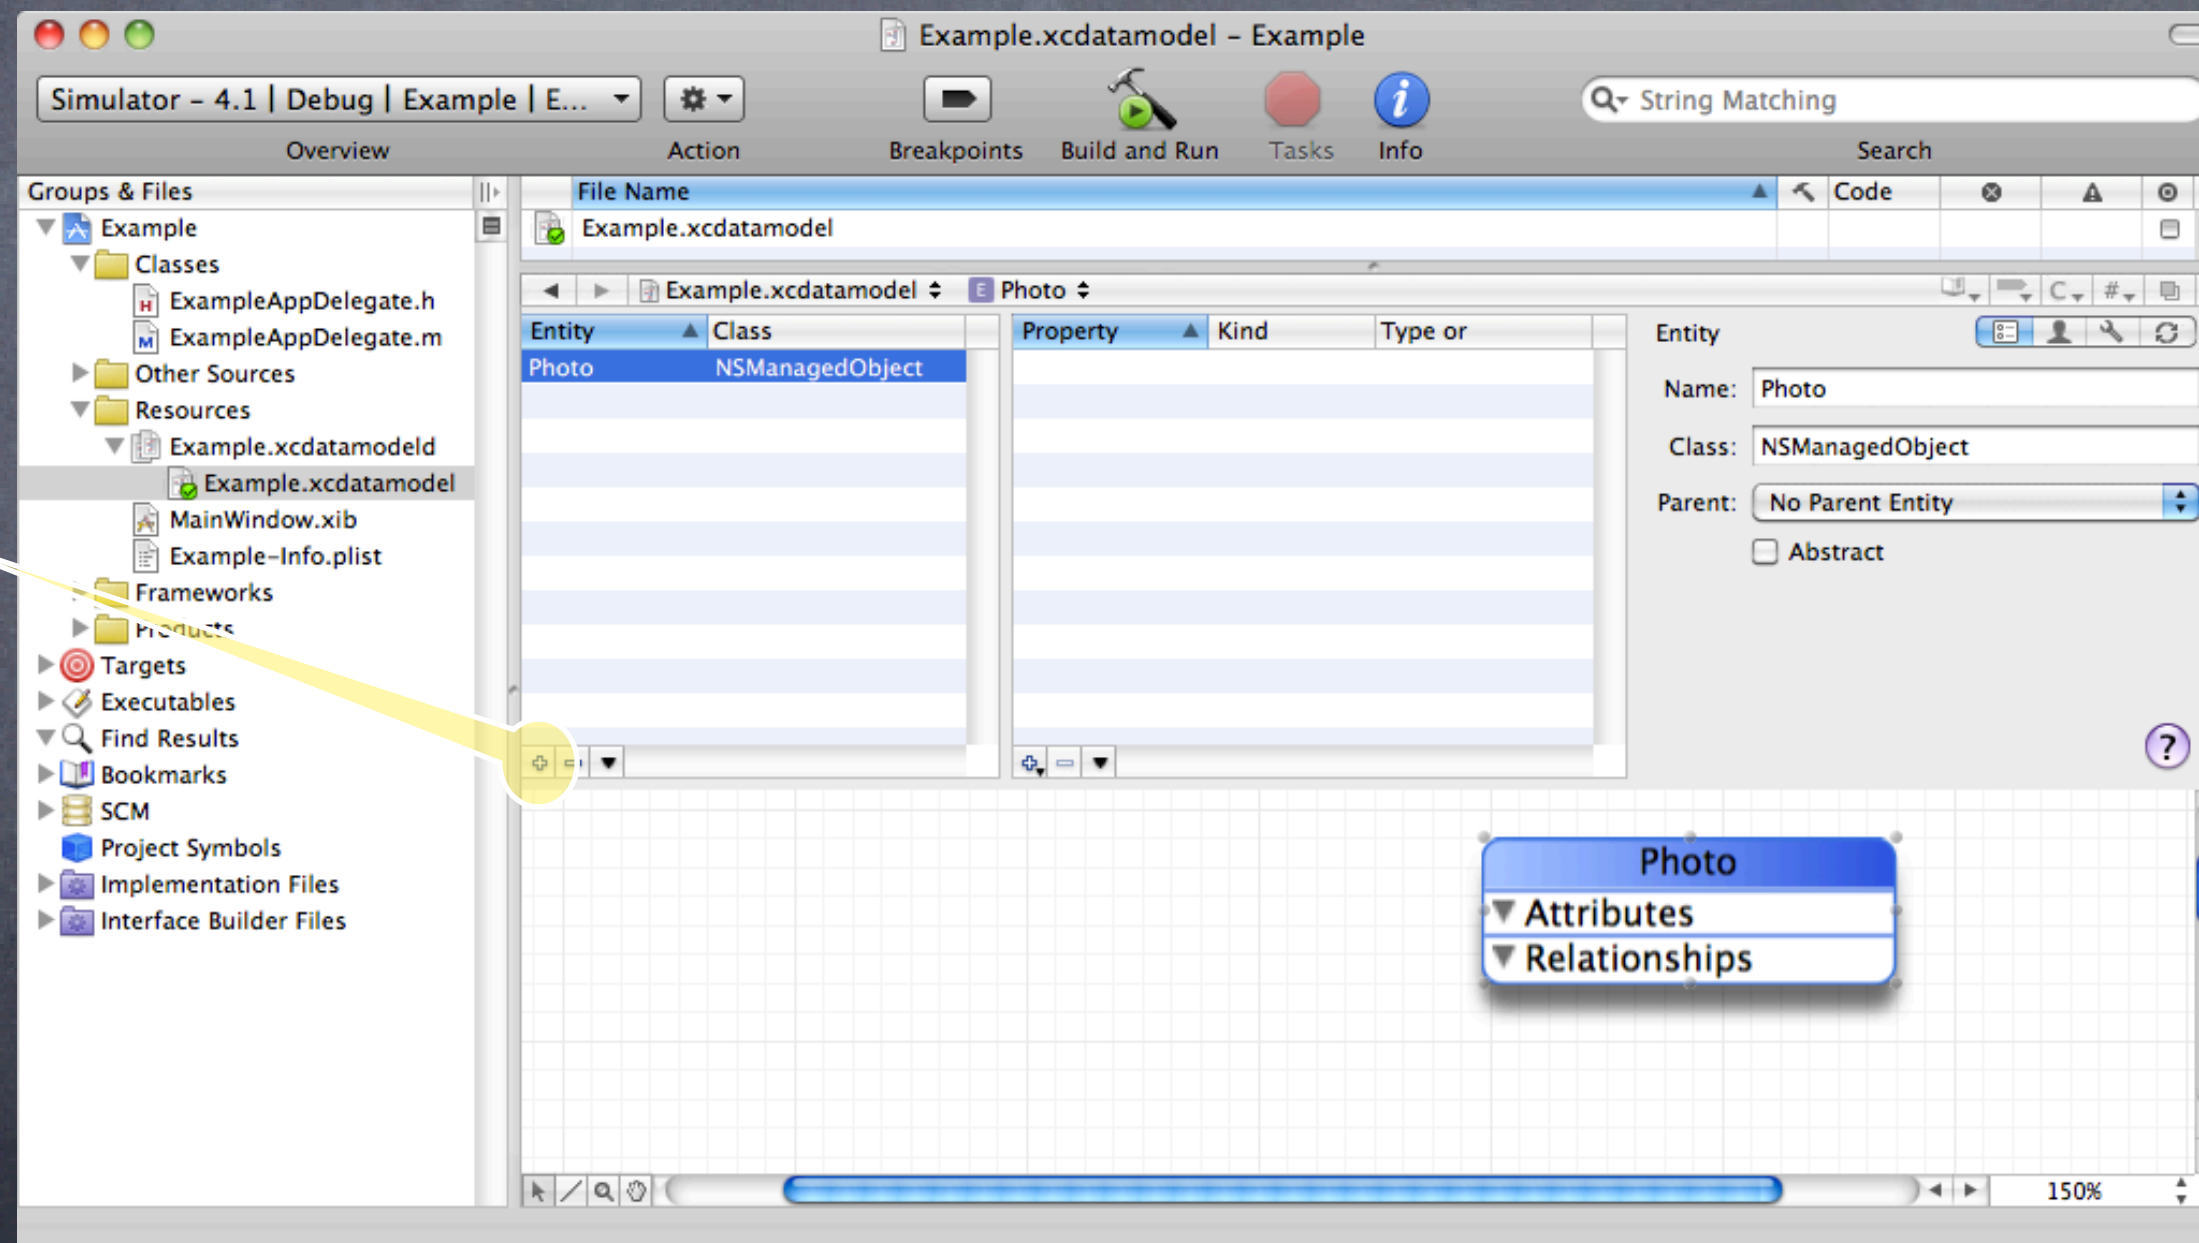 Example.xcdatamodel – Example
Simulator – 4.1 | Debug | Example | E...
String Matching
Overview
Action
Breakpoints
Build and Run
Tasks
Info
Search
Groups & Files
Example
Classes
ExampleAppDelegate.h
ExampleAppDelegate.m
Other Sources
Resources
Example.xcdatamodeld
Example.xcdatamodel
MainWindow.xib
Example-Info.plist
Frameworks
Products
Targets
Executables
Find Results
Bookmarks
SCM
Project Symbols
Implementation Files
Interface Builder Files
File Name
Code
Example.xcdatamodel
Example.xcdatamodel
E Photo
C
#
Entity
Class
Photo
NSManagedObject
Property
Kind
Type or
Entity
Name: Photo
Class: NSManagedObject
Parent: No Parent Entity
Abstract
?
Photo
Attributes
Relationships
150%